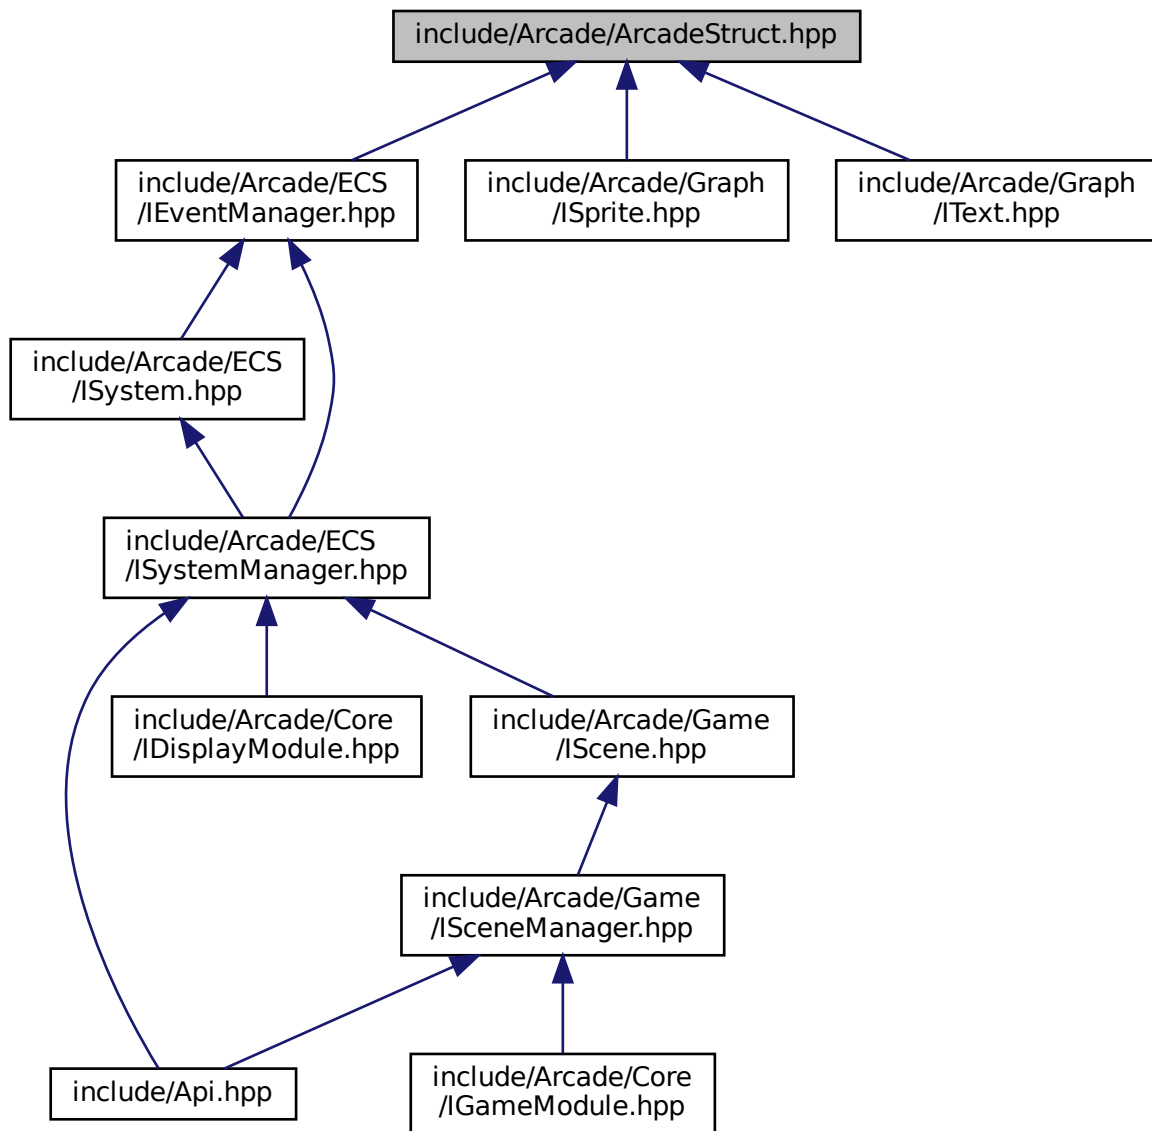 include/Arcade/ArcadeStruct.hpp
include/Arcade/ECS
/IEventManager.hpp
include/Arcade/Graph
/ISprite.hpp
include/Arcade/Graph
/IText.hpp
include/Arcade/ECS
/ISystem.hpp
include/Arcade/ECS
/ISystemManager.hpp
include/Arcade/Core
/IDisplayModule.hpp
include/Arcade/Game
/IScene.hpp
include/Arcade/Game
/ISceneManager.hpp
include/Api.hpp
include/Arcade/Core
/IGameModule.hpp